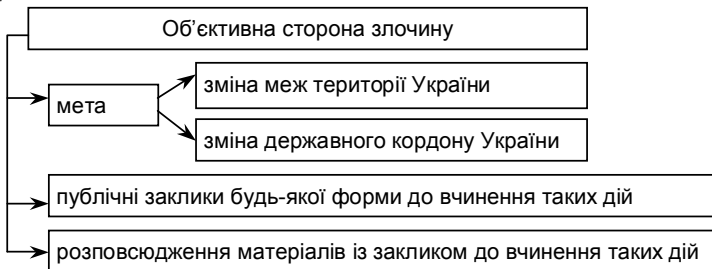 Об’єктивна сторона злочину
зміна меж території України
мета
зміна державного кордону України
публічні заклики будь-якої форми до вчинення таких дій
розповсюдження матеріалів із закликом до вчинення таких дій